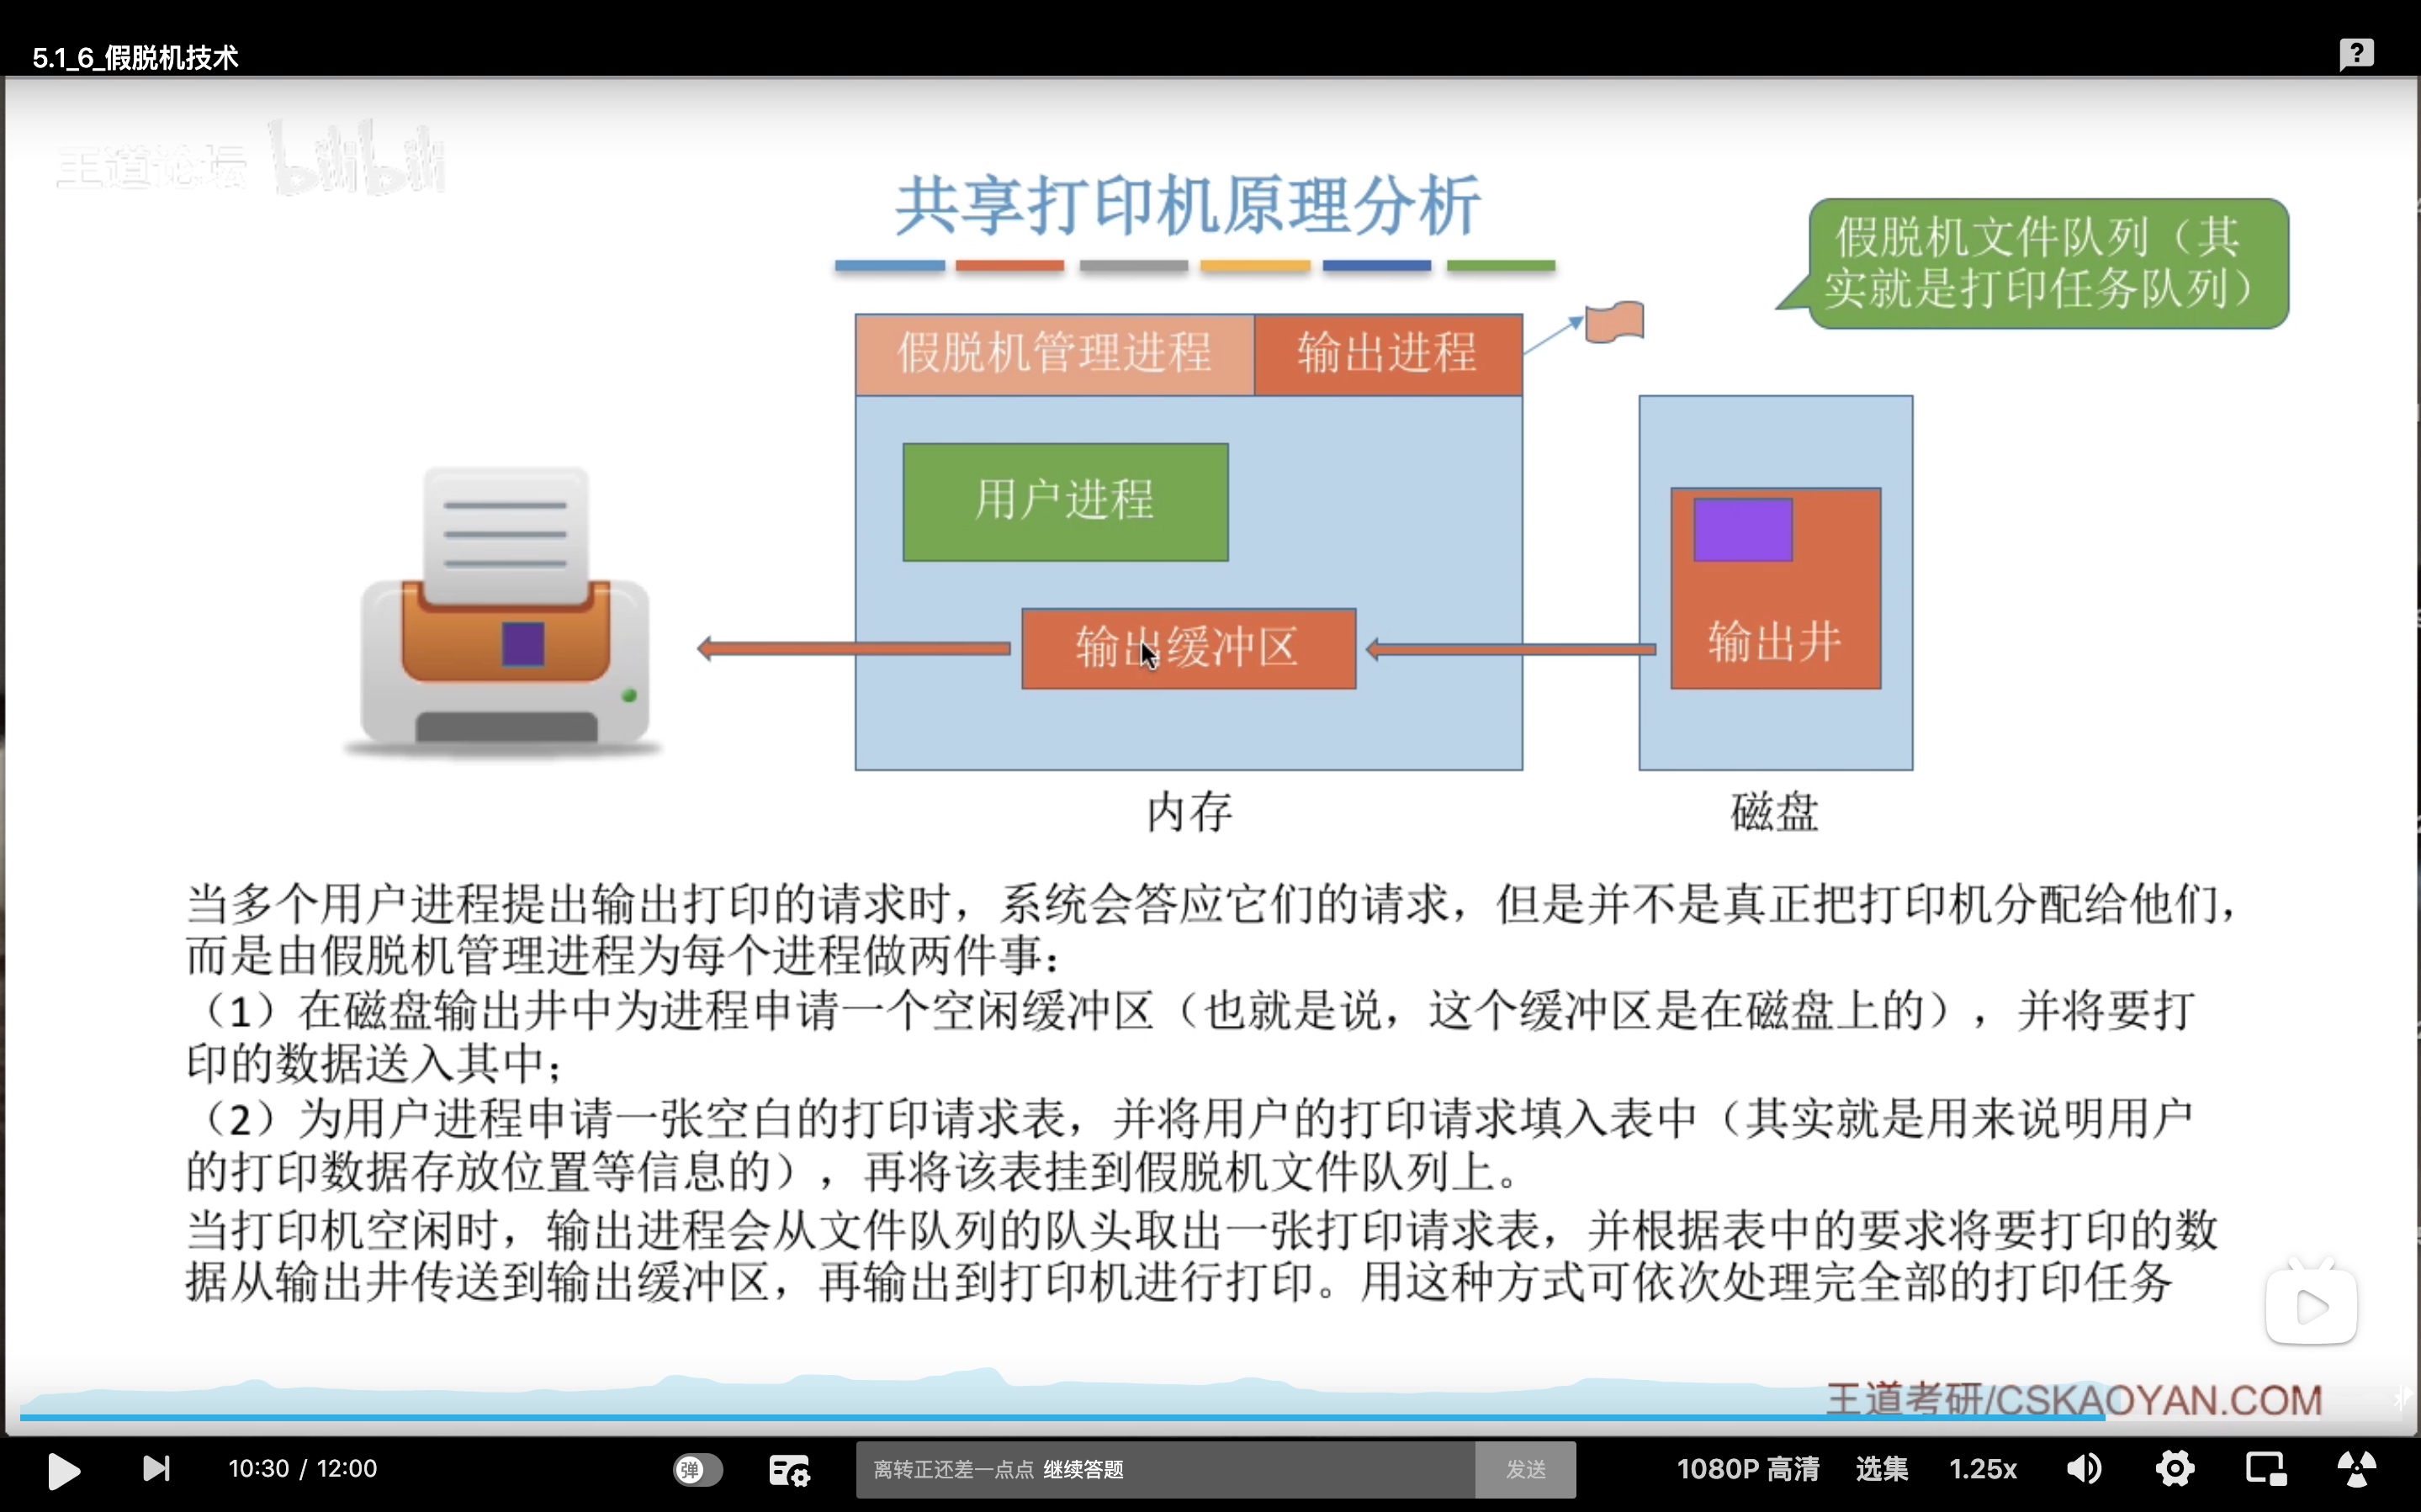 5.1_6_假脱机技术
王道论坛 bilibili
共享打印机原理分析
假脱机文件队列（其
实就是打印任务队列）
假脱机管理进程 输出进程
用户进程
输出缓冲区
输出井
内存 磁盘
当多个用户进程提出输出打印的请求时，系统会答应它们的请求，但是并不是真正把打印机分配给他们，
而是由假脱机管理进程为每个进程做两件事：
（1）在磁盘输出井中为进程申请一个空闲缓冲区（也就是说，这个缓冲区是在磁盘上的），并将要打
印的数据送入其中；
（2）为用户进程申请一张空白的打印请求表，并将用户的打印请求填入表中（其实就是用来说明用户
的打印数据存放位置等信息的），再将该表挂到假脱机文件队列上。
当打印机空闲时，输出进程会从文件队列的队头取出一张打印请求表，并根据表中的要求将要打印的数
据从输出井传送到输出缓冲区，再输出到打印机进行打印。用这种方式可依次处理完全部的打印任务
王道考研/CSKAOYAN.COM
10:30 / 12:00 弹 离转正还差一点点 继续答题 发送 1080P 高清 选集 1.25x